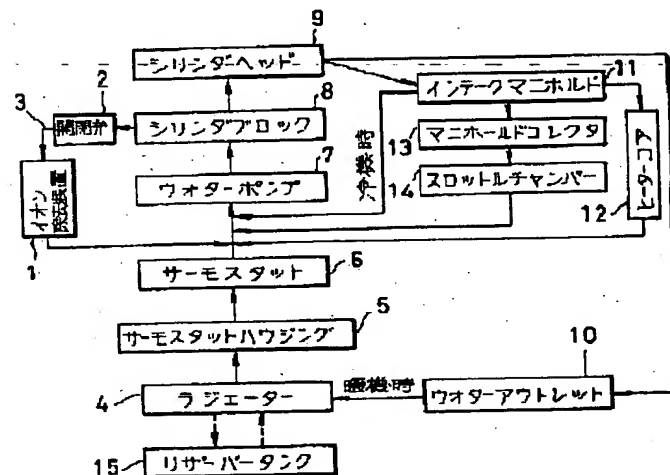 9
シリンダーヘッド
2
3
開閉弁
8
シリンダブロック
インテークマニホルド
11
7
冷機時
13
マニホールドコレクタ
ウオターポンプ
14
スロットルチャンバー
ヒーターコア
12
イオン
除去装置
1
サーモスタット
6
サーモスタットハウジング
5
10
4
ラジエーター
暖機時
ウオターアウトレット
15
リザーバータンク